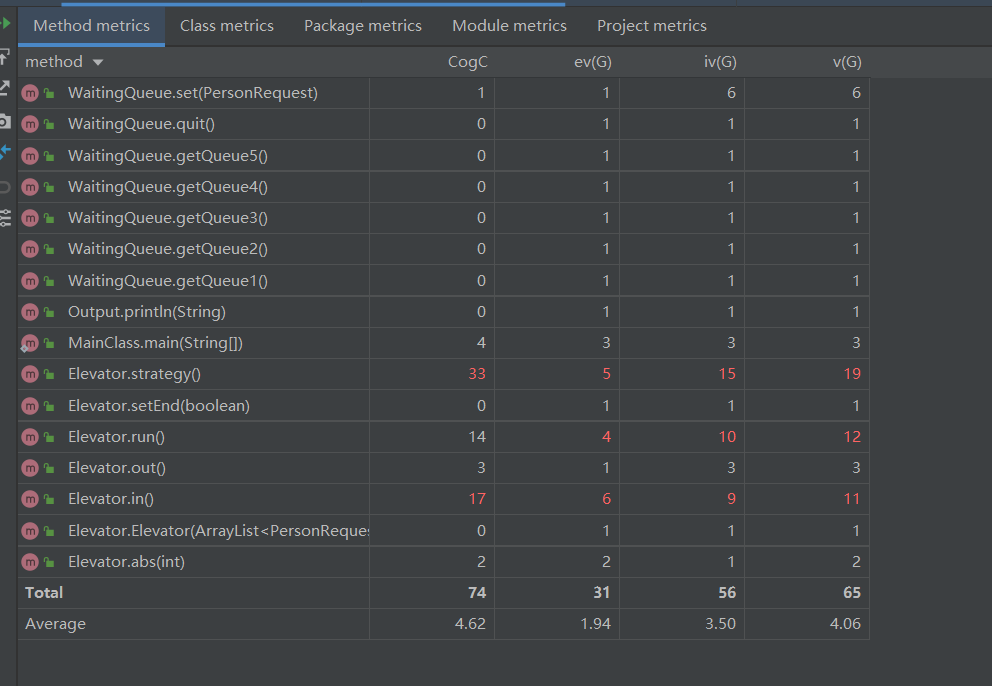 Method metrics Class metrics Package metrics Module metrics Project metrics
method CogC ev(G) iv(G) v(G)
m WaitingQueue.set(PersonRequest) 1 1 6 6
m WaitingQueue.quit() 0 1 1 1
m WaitingQueue.getQueue5() 0 1 1 1
m WaitingQueue.getQueue4() 0 1 1 1
m WaitingQueue.getQueue3() 0 1 1 1
m WaitingQueue.getQueue2() 0 1 1 1
m WaitingQueue.getQueue1() 0 1 1 1
m Output.println(String) 0 1 1 1
m MainClass.main(String[]) 4 3 3 3
m Elevator.strategy() 33 5 15 19
m Elevator.setEnd(boolean) 0 1 1 1
m Elevator.run() 14 4 10 12
m Elevator.out() 3 1 3 3
m Elevator.in() 17 6 9 11
m Elevator.Elevator(ArrayList<PersonReques 0 1 1 1
m Elevator.abs(int) 2 2 1 2
Total 74 31 56 65
Average 4.62 1.94 3.50 4.06